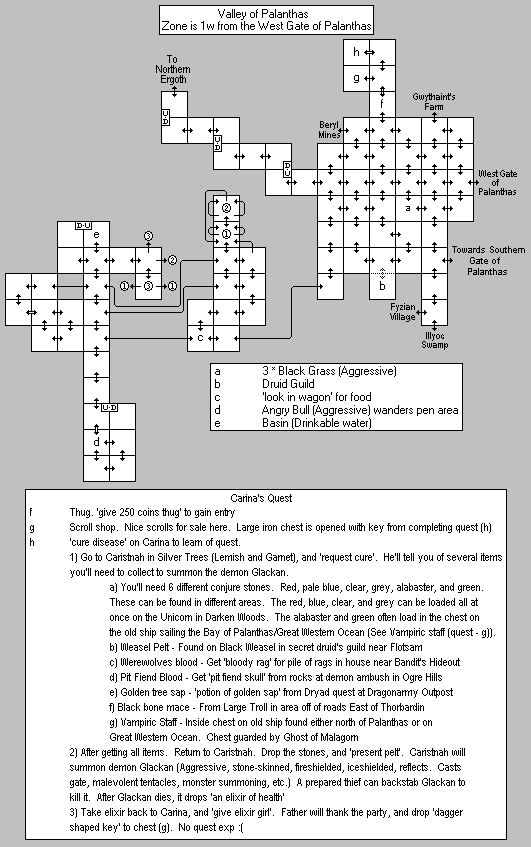 Valley of Palanthas
Zone is 1w from the West Gate of Palanthas
To
Northern
Ergoth
h
g
f
Gwythaint's
Farm
Beryl
Mines
U
D
U
D
D
U
West Gate
of
Palanthas
a
2
1
D U
e
3
2
1
3
1
Towards Southern
Gate of
Palanthas
b
Fyzian
Village
Illyoc
Swamp
c
U D
d
a 3 * Black Grass (Aggressive)
b Druid Guild
c 'look in wagon' for food
d Angry Bull (Aggressive) wanders pen area
e Basin (Drinkable water)
Carina's Quest
f Thug. 'give 250 coins thug' to gain entry
g Scroll shop. Nice scrolls for sale here. Large iron chest is opened with key from completing quest (h)
h 'cure disease' on Carina to learn of quest.
1) Go to Caristnah in Silver Trees (Lemish and Garnet), and 'request cure'. He'll tell you of several items
you'll need to collect to summon the demon Glackan.
a) You'll need 6 different conjure stones. Red, pale blue, clear, grey, alabaster, and green.
These can be found in different areas. The red, blue, clear, and grey can be loaded all at
once on the Unicorn in Darken Woods. The alabaster and green often load in the chest on
the old ship sailing the Bay of Palanthas/Great Western Ocean (See Vampiric staff (quest - g)).
b) Weasel Pelt - Found on Black Weasel in secret druid's guild near Flotsam
c) Werewolves blood - Get 'bloody rag' for pile of rags in house near Bandit's Hideout
d) Pit Fiend Blood - Get 'pit fiend skull' from rocks at demon ambush in Ogre Hills
e) Golden tree sap - 'potion of golden sap' from Dryad quest at Dragonarmy Outpost
f) Black bone mace - From Large Troll in area off of roads East of Thorbardin
g) Vampiric Staff - Inside chest on old ship found either north of Palanthas or on
Great Western Ocean. Chest guarded by Ghost of Malagorn
2) After getting all items. Return to Caristnah. Drop the stones, and 'present pelt'. Caristnah will
summon demon Glackan (Aggressive, stone-skinned, fireshielded, iceshielded, reflects. Casts
gate, malevolent tentacles, monster summoning, etc.) A prepared thief can backstab Glackan to
kill it. After Glackan dies, it drops 'an elixir of health'
3) Take elixir back to Carina, and 'give elixir girl'. Father will thank the party, and drop 'dagger
shaped key' to chest (g). No quest exp :(